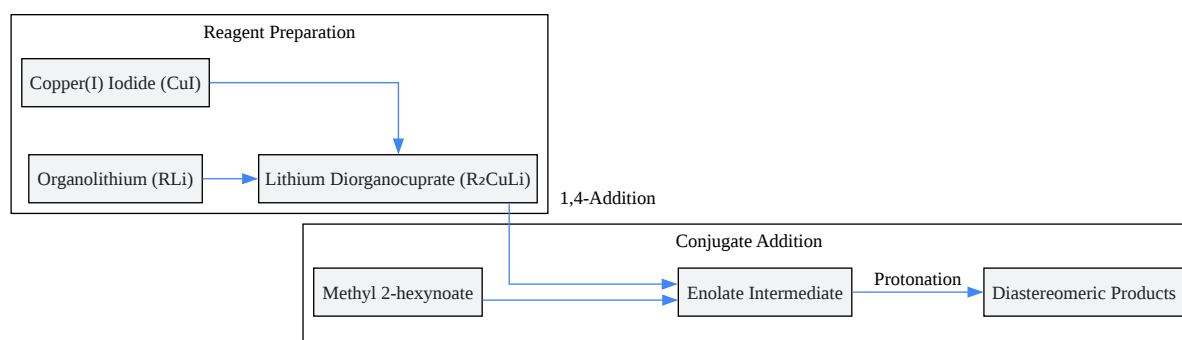 Reagent Preparation
Copper(I) Iodide (CuI)
Organolithium (RLi)
Lithium Diorganocuprate (R₂CuLi)
1,4-Addition
Conjugate Addition
Methyl 2-hexynoate
Enolate Intermediate
Protonation
Diastereomeric Products